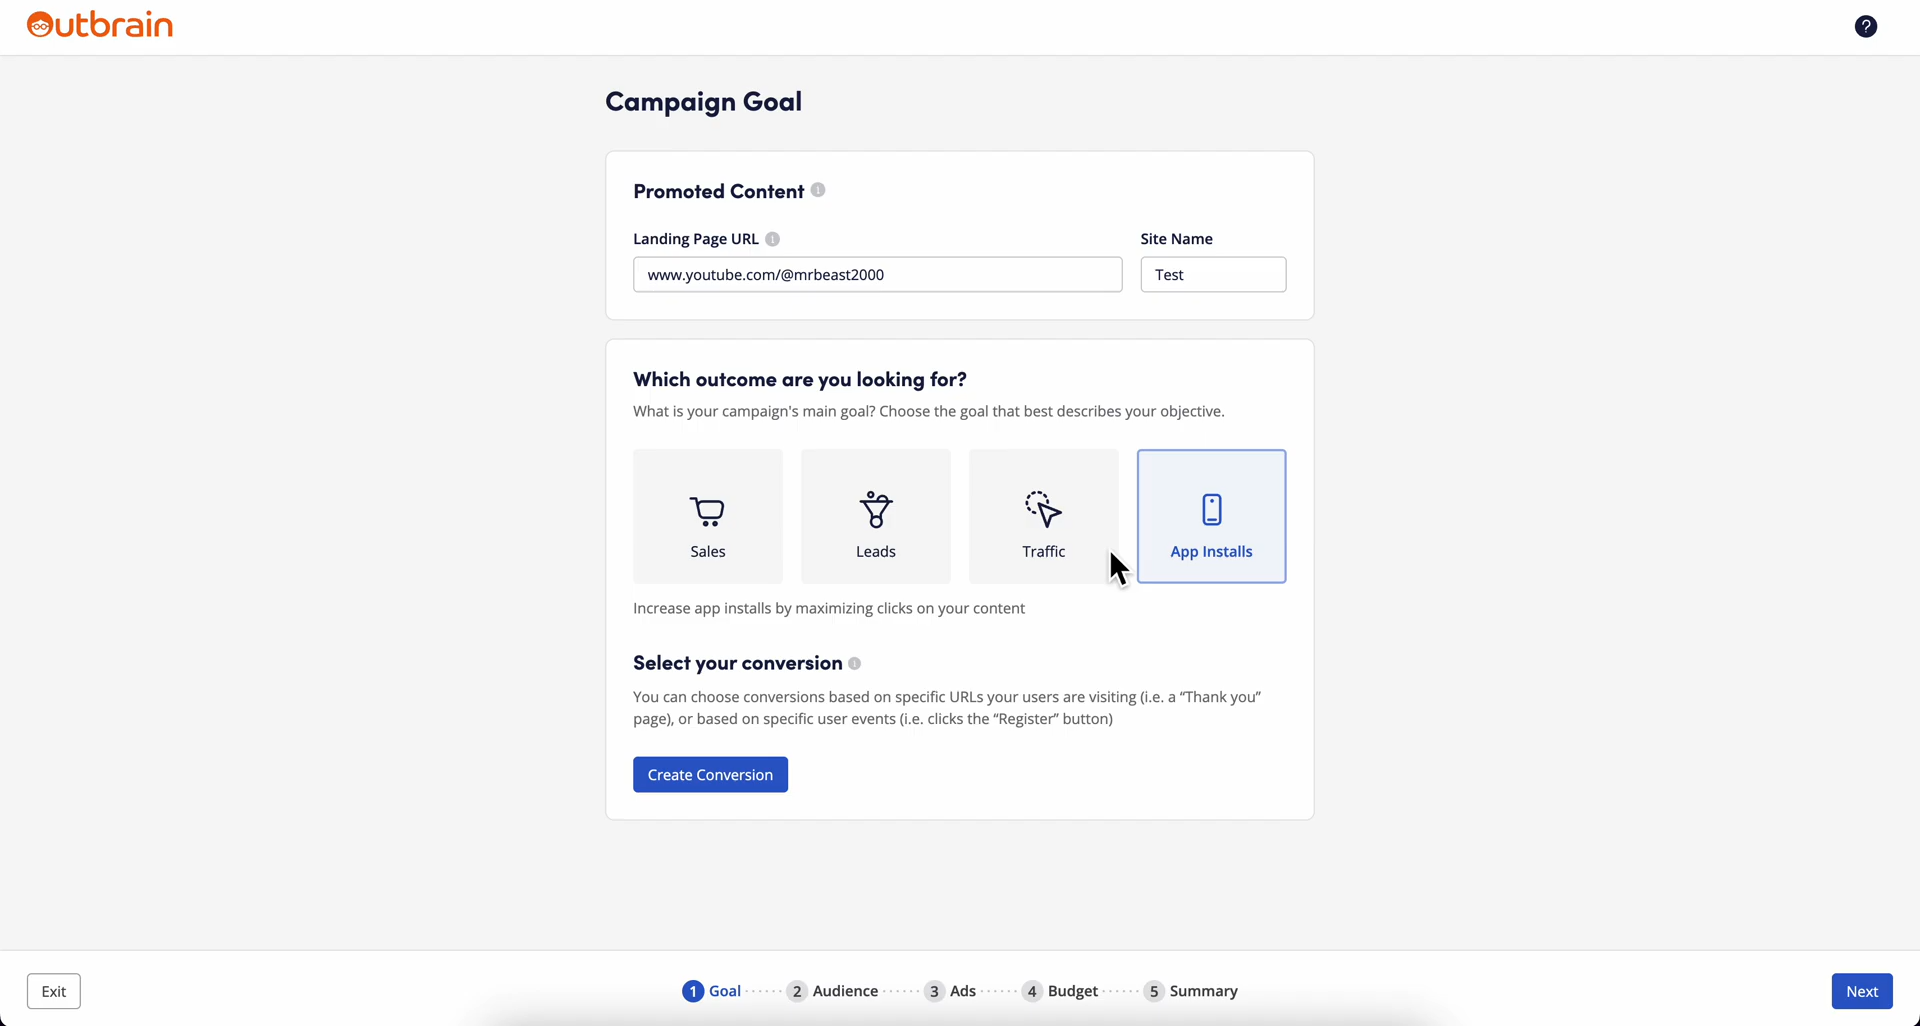 Outbrain
?
Campaign Goal
Promoted Content
Landing Page URL
Site Name
www.youtube.com/@mrbeast2000
Test
Which outcome are you looking for?
What is your campaign's main goal? Choose the goal that best describes your objective.
Sales
Leads
Traffic
App Installs
Increase app installs by maximizing clicks on your content
Select your conversion
You can choose conversions based on specific URLs your users are visiting (i.e. a “Thank you”
page), or based on specific user events (i.e. clicks the “Register” button)
Create Conversion
Exit
1 Goal
2 Audience
3 Ads
4 Budget
5 Summary
Next